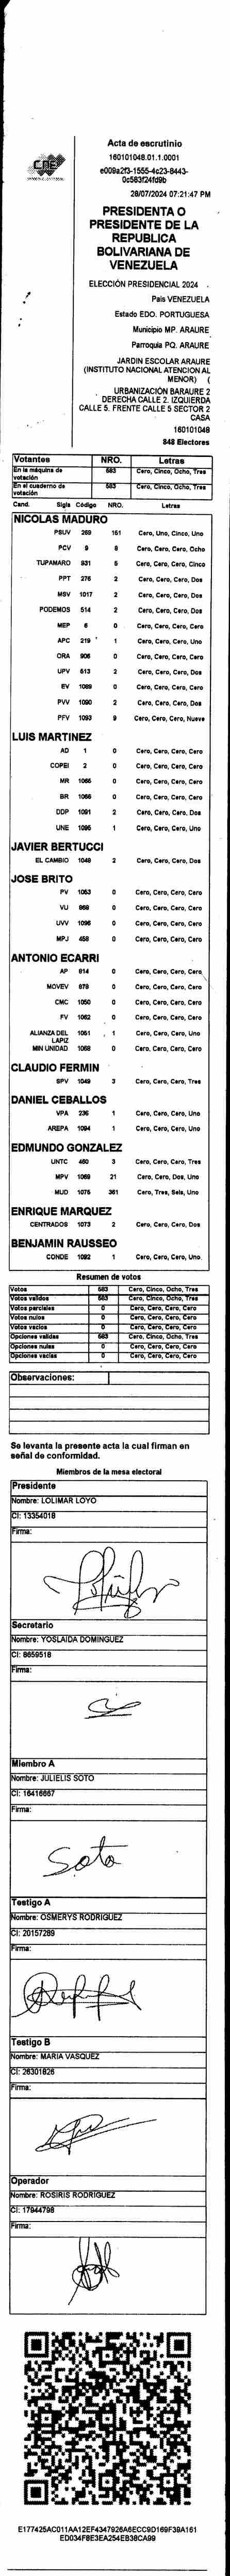 CNE
Acta de escrutinio
160101048.01.1.0001
e009a2f3-1555-4c23-8443-
0c583f24fd9b
28/07/2024 07:21:47 PM
PRESIDENTA O
PRESIDENTE DE LA
REPUBLICA
BOLIVARIANA DE
VENEZUELA
ELECCIÓN PRESIDENCIAL 2024
País VENEZUELA
Estado EDO. PORTUGUESA
Municipio MP. ARAURE
Parroquia PQ. ARAURE
JARDIN ESCOLAR ARAURE
(INSTITUTO NACIONAL ATENCION AL
MENOR) (
URBANIZACIÓN BARAURE 2
DERECHA CALLE 2. IZQUIERDA
CALLE 5. FRENTE CALLE 5 SECTOR 2
CASA
160101048
848 Electores
Votantes NRO. Letras
En la máquina de votación 583 Cero, Cinco, Ocho, Tres
En el cuaderno de votación 583 Cero, Cinco, Ocho, Tres
Cand. Sigla Código NRO. Letras
NICOLAS MADURO
PSUV 269 151 Cero, Uno, Cinco, Uno
PCV 9 8 Cero, Cero, Cero, Ocho
TUPAMARO 931 5 Cero, Cero, Cero, Cinco
PPT 276 2 Cero, Cero, Cero, Dos
MSV 1017 2 Cero, Cero, Cero, Dos
PODEMOS 514 2 Cero, Cero, Cero, Dos
MEP 6 0 Cero, Cero, Cero, Cero
APC 219 1 Cero, Cero, Cero, Uno
ORA 906 0 Cero, Cero, Cero, Cero
UPV 613 2 Cero, Cero, Cero, Dos
EV 1089 0 Cero, Cero, Cero, Cero
PVV 1090 2 Cero, Cero, Cero, Dos
PFV 1093 9 Cero, Cero, Cero, Nueve
LUIS MARTINEZ
AD 1 0 Cero, Cero, Cero, Cero
COPEI 2 0 Cero, Cero, Cero, Cero
MR 0 Cero, Cero, Cero, Cero
BR 0 Cero, Cero, Cero, Cero
DDP 1091 2 Cero, Cero, Cero, Dos
UNE 1095 1 Cero, Cero, Cero, Uno
JAVIER BERTUCCI
EL CAMBIO 1048 2 Cero, Cero, Cero, Dos
JOSE BRITO
PV 1053 0 Cero, Cero, Cero, Cero
VU 868 0 Cero, Cero, Cero, Cero
UVV 1096 0 Cero, Cero, Cero, Cero
MPJ 458 0 Cero, Cero, Cero, Cero
ANTONIO ECARRI
AP 814 0 Cero, Cero, Cero, Cero
MOVEV 878 0 Cero, Cero, Cero, Cero
CMC 1050 0 Cero, Cero, Cero, Cero
FV 1062 0 Cero, Cero, Cero, Cero
ALIANZA DEL LAPIZ 1051 1 Cero, Cero, Cero, Uno
MIN UNIDAD 1068 0 Cero, Cero, Cero, Cero
CLAUDIO FERMIN
SPV 1049 3 Cero, Cero, Cero, Tres
DANIEL CEBALLOS
VPA 236 1 Cero, Cero, Cero, Uno
AREPA 1094 1 Cero, Cero, Cero, Uno
EDMUNDO GONZALEZ
UNTC 460 3 Cero, Cero, Cero, Tres
MPV 1069 21 Cero, Cero, Dos, Uno
MUD 1075 361 Cero, Tres, Seis, Uno
ENRIQUE MARQUEZ
CENTRADOS 1073 2 Cero, Cero, Cero, Dos
BENJAMIN RAUSSEO
CONDE 1092 1 Cero, Cero, Cero, Uno.
Resumen de votos
Votos 583 Cero, Cinco, Ocho, Tres
Votos validos 583 Cero, Cinco, Ocho, Tres
Votos parciales 0 Cero, Cero, Cero, Cero
Votos nulos 0 Cero, Cero, Cero, Cero
Votos vacios 0 Cero, Cero, Cero, Cero
Opciones validas 583 Cero, Cinco, Ocho, Tres
Opciones nulas 0 Cero, Cero, Cero, Cero
Opciones vacias 0 Cero, Cero, Cero, Cero
Observaciones:
Se levanta la presente acta la cual firman en
señal de conformidad.
Miembros de la mesa electoral
Presidente
Nombre: LOLIMAR LOYO
CI: 13354018
Firma:
Secretario
Nombre: YOSLAIDA DOMINGUEZ
CI: 8659518
Firma:
Miembro A
Nombre: JULIELIS SOTO
CI: 16416667
Firma:
Soto
Testigo A
Nombre: OSMERYS RODRIGUEZ
CI: 20157289
Firma:
Testigo B
Nombre: MARIA VASQUEZ
CI: 26301826
Firma:
Operador
Nombre: ROSIRIS RODRIGUEZ
CI: 17944798
Firma:
E177425AC011AA12EF4347926A6ECC9D169F39A161
ED034F8E3EA254EB38CA99